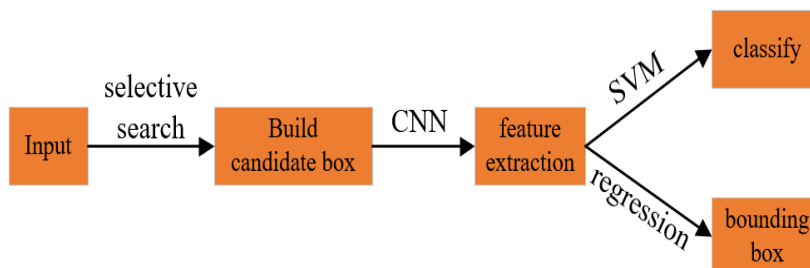 Input
selective
search
Build
candidate box
CNN
feature
extraction
SVM
classify
regression
bounding
box